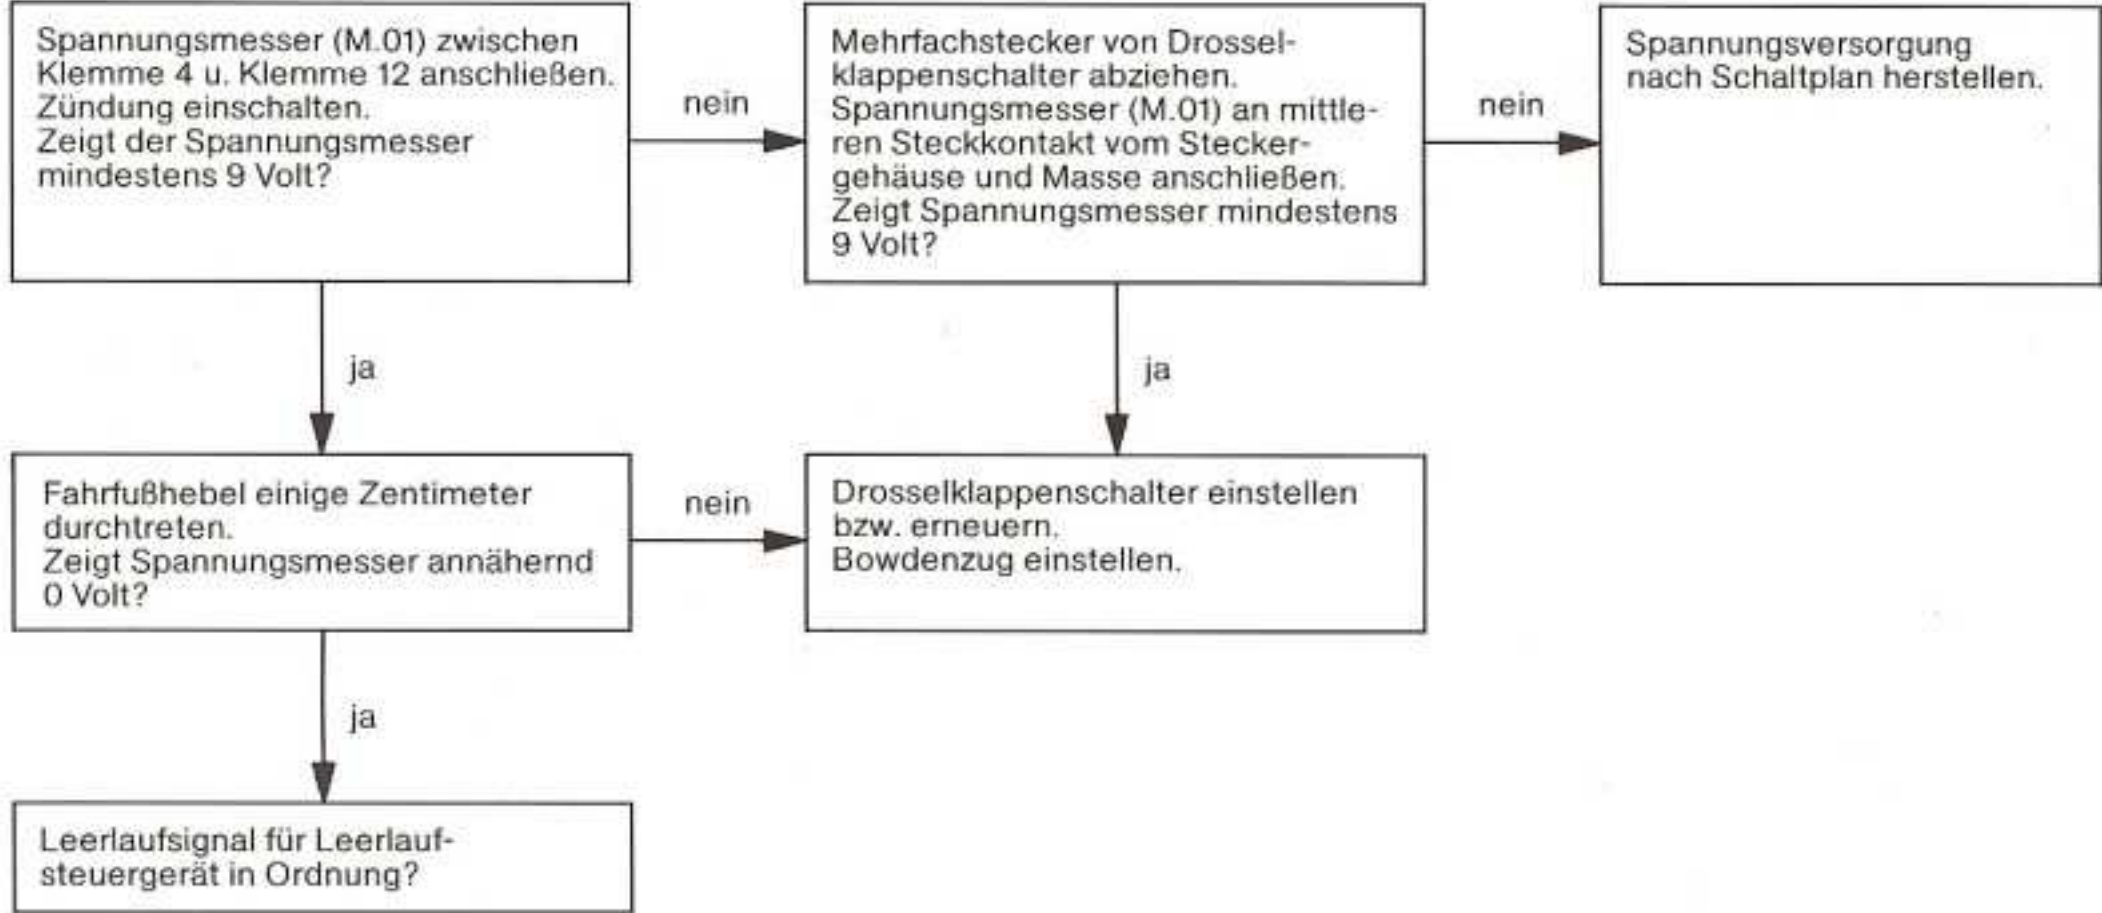 Spannungsmesser (M.01) zwischen
Klemme 4 u. Klemme 12 anschließen.
Zündung einschalten.
Zeigt der Spannungsmesser
mindestens 9 Volt?
nein
Mehrfachstecker von Drossel-
klappenschalter abziehen.
Spannungsmesser (M.01) an mittle-
ren Steckkontakt vom Stecker-
gehäuse und Masse anschließen.
Zeigt Spannungsmesser mindestens
9 Volt?
nein
Spannungsversorgung
nach Schaltplan herstellen.
ja
ja
Fahrfußhebel einige Zentimeter
durchtreten.
Zeigt Spannungsmesser annähernd
0 Volt?
nein
Drosselklappenschalter einstellen
bzw. erneuern.
Bowdenzug einstellen.
ja
Leerlaufsignal für Leerlauf-
steuergerät in Ordnung?